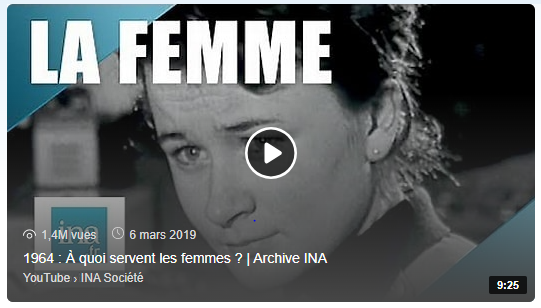 LA FEMME
ina
.fr
1,4M vues 6 mars 2019
1964 : À quoi servent les femmes ? | Archive INA
YouTube › INA Société
9:25